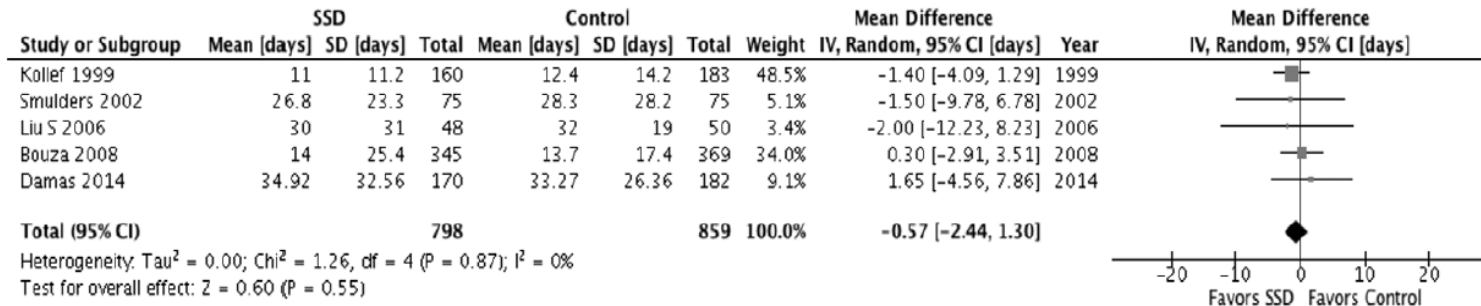 SSD Control Mean Difference Mean Difference
Study or Subgroup Mean [days] SD [days] Total Mean [days] SD [days] Total Weight IV, Random, 95% CI [days] Year IV, Random, 95% CI [days]
Kollef 1999 11 11.2 160 12.4 14.2 183 48.5% -1.40 [-4.09, 1.29] 1999
Smulders 2002 26.8 23.3 75 28.3 28.2 75 5.1% -1.50 [-9.78, 6.78] 2002
Liu S 2006 30 31 48 32 19 50 3.4% -2.00 [-12.23, 8.23] 2006
Bouza 2008 14 25.4 345 13.7 17.4 369 34.0% 0.30 [-2.91, 3.51] 2008
Damas 2014 34.92 32.56 170 33.27 26.36 182 9.1% 1.65 [-4.56, 7.86] 2014
Total (95% CI) 798 859 100.0% -0.57 [-2.44, 1.30]
Heterogeneity: Tau² = 0.00; Chi² = 1.26, df = 4 (P = 0.87); I² = 0%
Test for overall effect: Z = 0.60 (P = 0.55)
-20 -10 0 10 20
Favors SSD Favors Control